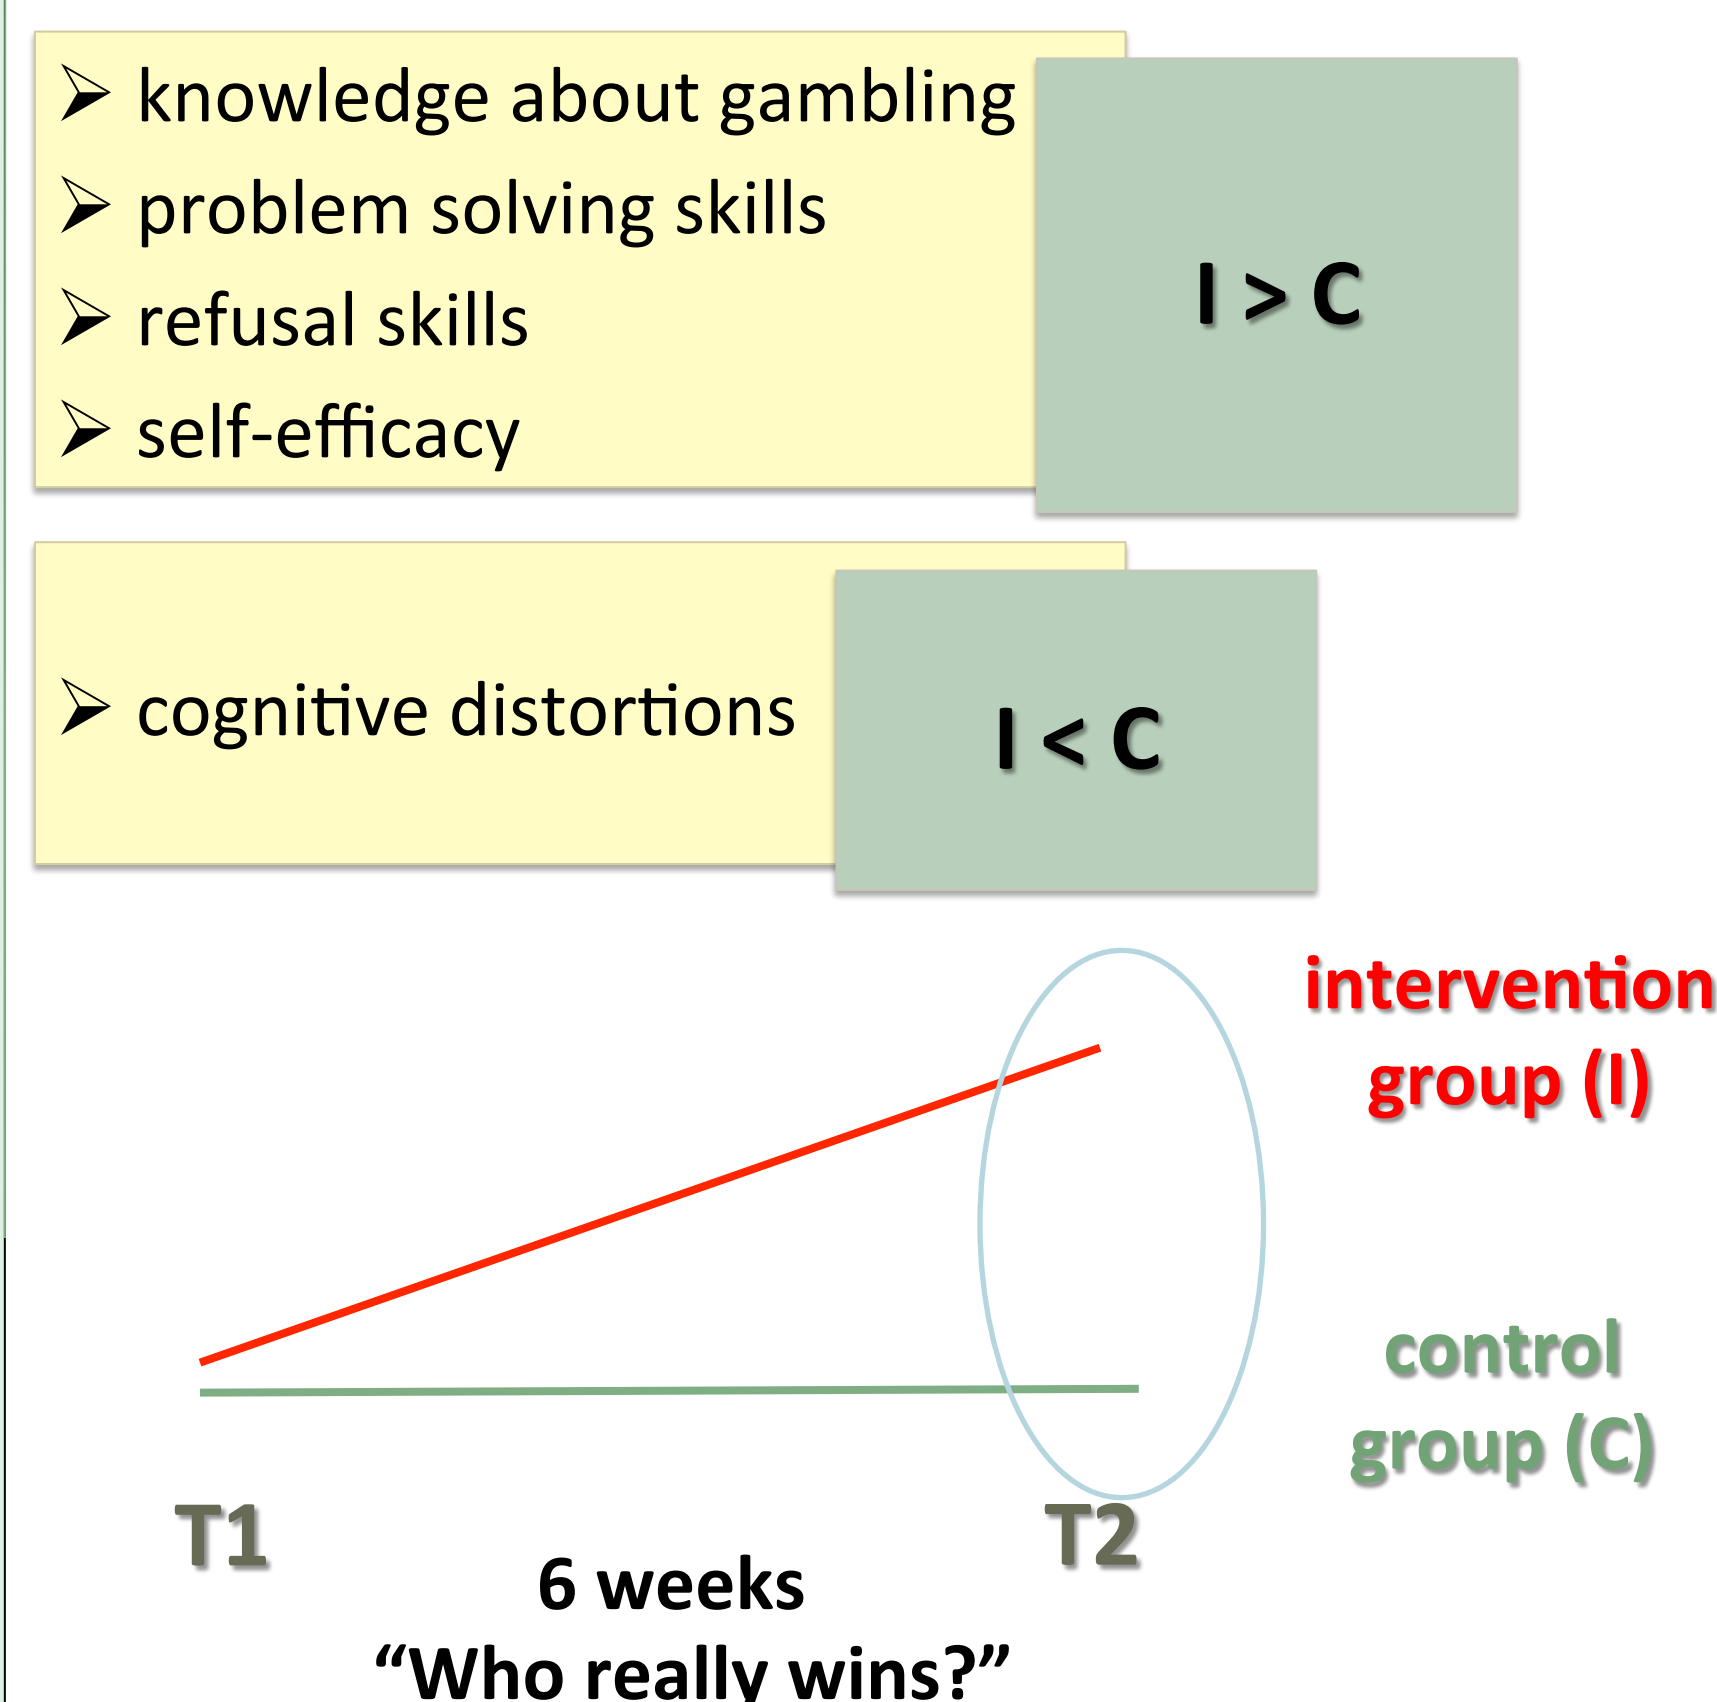 knowledge about gambling
problem solving skills
refusal skills
self-efficacy
I > C
cognitive distortions
I < C
intervention
group (I)
control
group (C)
T1
T2
6 weeks
“Who really wins?”